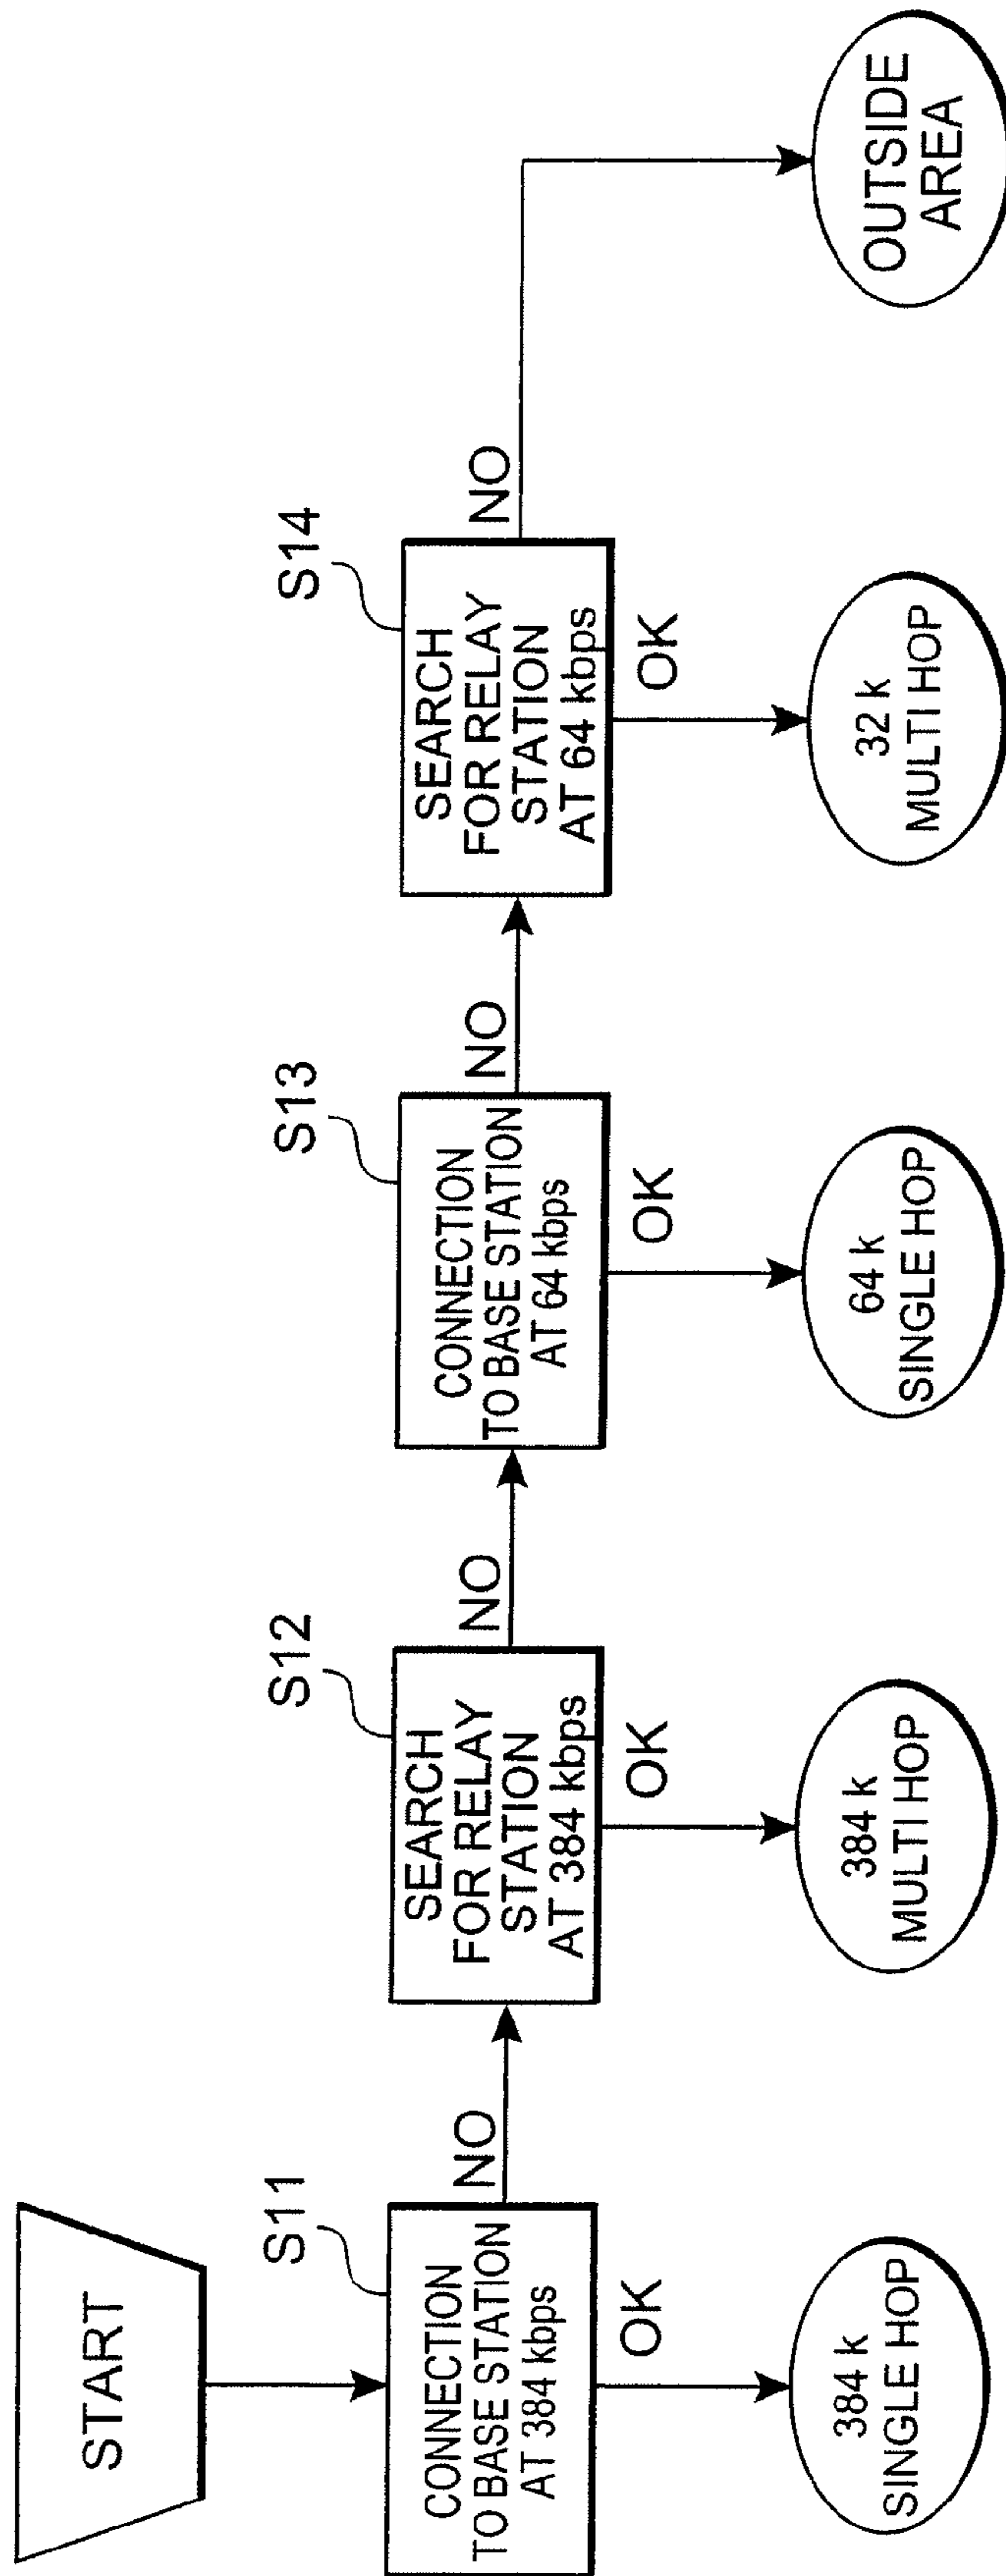 START
S11
CONNECTION
TO BASE STATION
AT 384 kbps
NO
OK
384 k
SINGLE HOP
S12
SEARCH
FOR RELAY
STATION
AT 384 kbps
NO
OK
384 k
MULTI HOP
S13
CONNECTION
TO BASE STATION
AT 64 kbps
NO
OK
64 k
SINGLE HOP
S14
SEARCH
FOR RELAY
STATION
AT 64 kbps
NO
OK
32 k
MULTI HOP
OUTSIDE
AREA